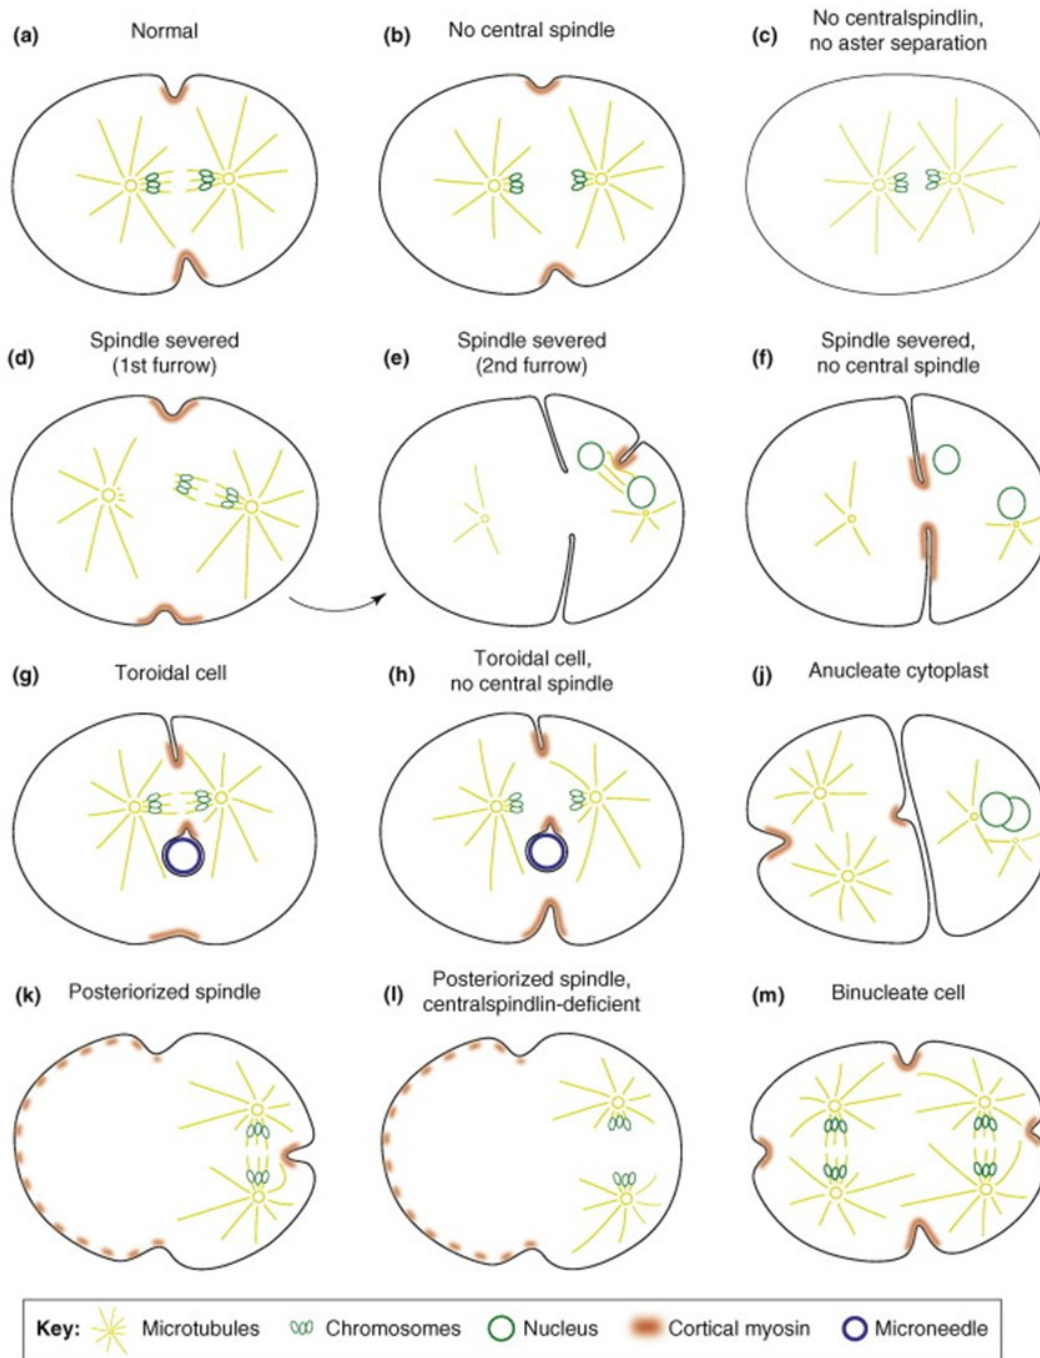 (a) Normal
(b) No central spindle
(c) No centralspindlin,
no aster separation
(d) Spindle severed
(1st furrow)
(e) Spindle severed
(2nd furrow)
(f) Spindle severed,
no central spindle
(g) Toroidal cell
(h) Toroidal cell,
no central spindle
(j) Anucleate cytoplast
(k) Posteriorized spindle
(l) Posteriorized spindle,
centralspindlin-deficient
(m) Binucleate cell
Key: Microtubules Chromosomes Nucleus Cortical myosin Microneedle